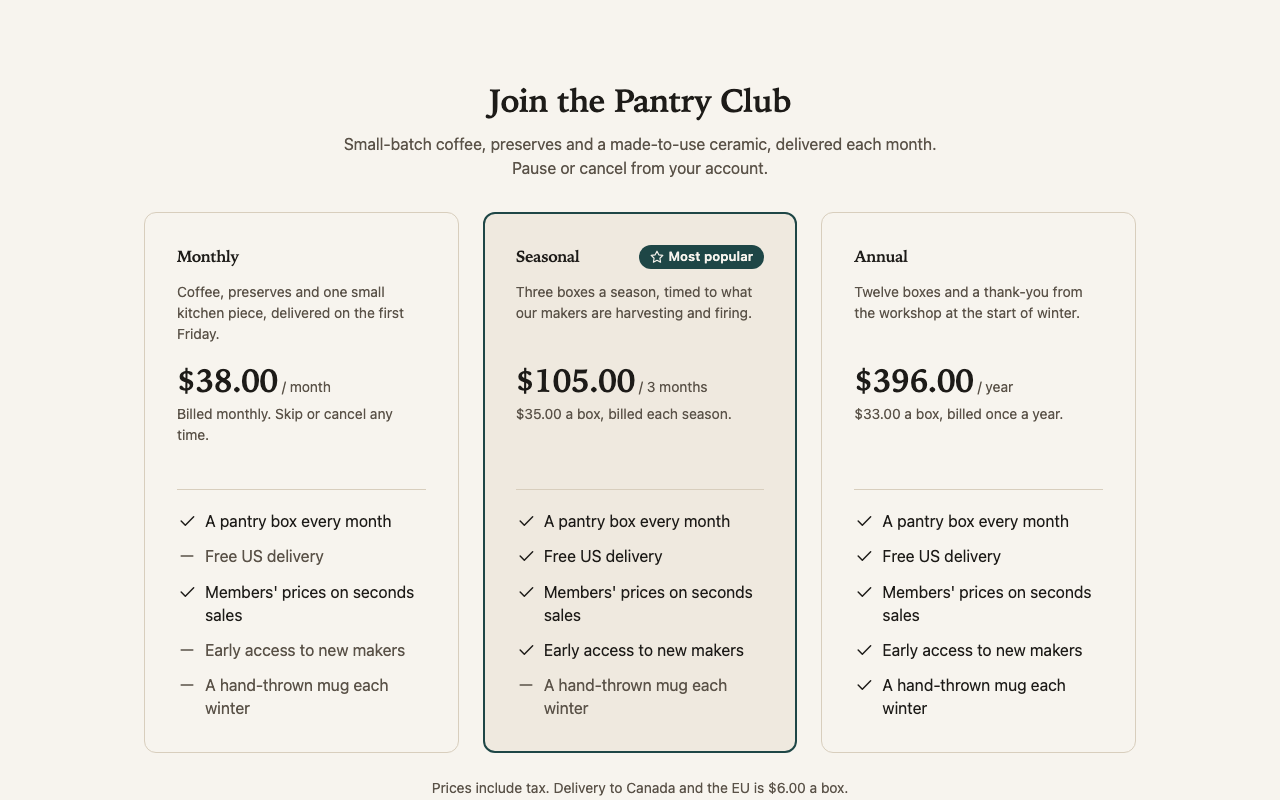 Join the Pantry Club
Small-batch coffee, preserves and a made-to-use ceramic, delivered each month.
Pause or cancel from your account.
Monthly
Coffee, preserves and one small
kitchen piece, delivered on the first
Friday.
$38.00 / month
Billed monthly. Skip or cancel any
time.
A pantry box every month
Free US delivery
Members' prices on seconds
sales
Early access to new makers
A hand-thrown mug each
winter
Seasonal
Most popular
Three boxes a season, timed to what
our makers are harvesting and firing.
$105.00 / 3 months
$35.00 a box, billed each season.
A pantry box every month
Free US delivery
Members' prices on seconds
sales
Early access to new makers
A hand-thrown mug each
winter
Annual
Twelve boxes and a thank-you from
the workshop at the start of winter.
$396.00 / year
$33.00 a box, billed once a year.
A pantry box every month
Free US delivery
Members' prices on seconds
sales
Early access to new makers
A hand-thrown mug each
winter
Prices include tax. Delivery to Canada and the EU is $6.00 a box.